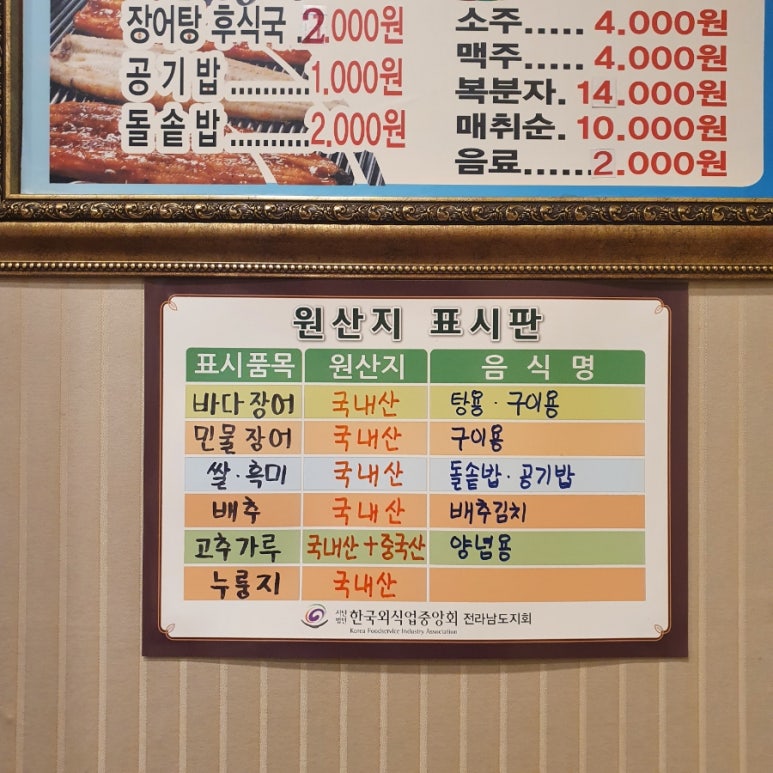 장어탕 후식국..2.000원
공기밥..........1,000원
돌솥밥..........2,000원
소주..... 4.000원
맥주..... 4.000원
복분자. 14.000원
매취순. 10.000원
음료......2.000원
원산지 표시판
표시품목 원산지 음식명
바다장어 국내산 탕용·구이용
민물장어 국내산 구이용
쌀·흑미 국내산 돌솥밥·공기밥
배추 국내산 배추김치
고추가루 국내산+중국산 양념용
누룽지 국내산
사단법인 한국외식업중앙회 전라남도지회
Korea Foodservice Industry Association